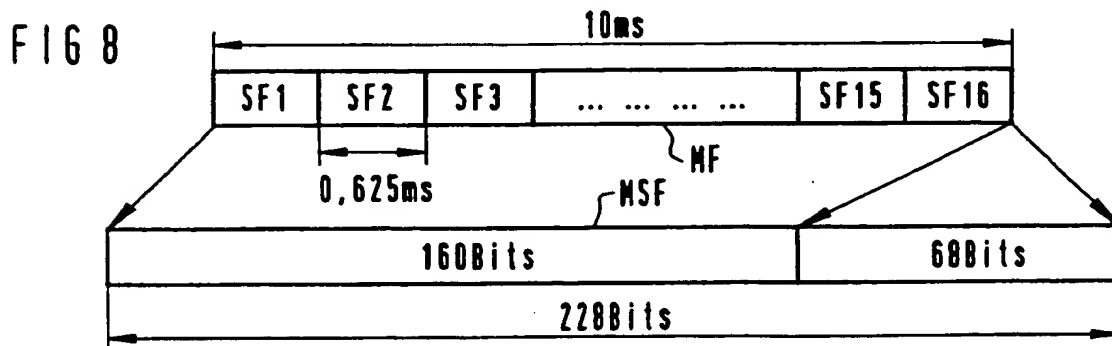 FIG 8
10ms
SF1 SF2 SF3 ... ... ... ... SF15 SF16
MF
0,625ms
MSF
160Bits 68Bits
228Bits